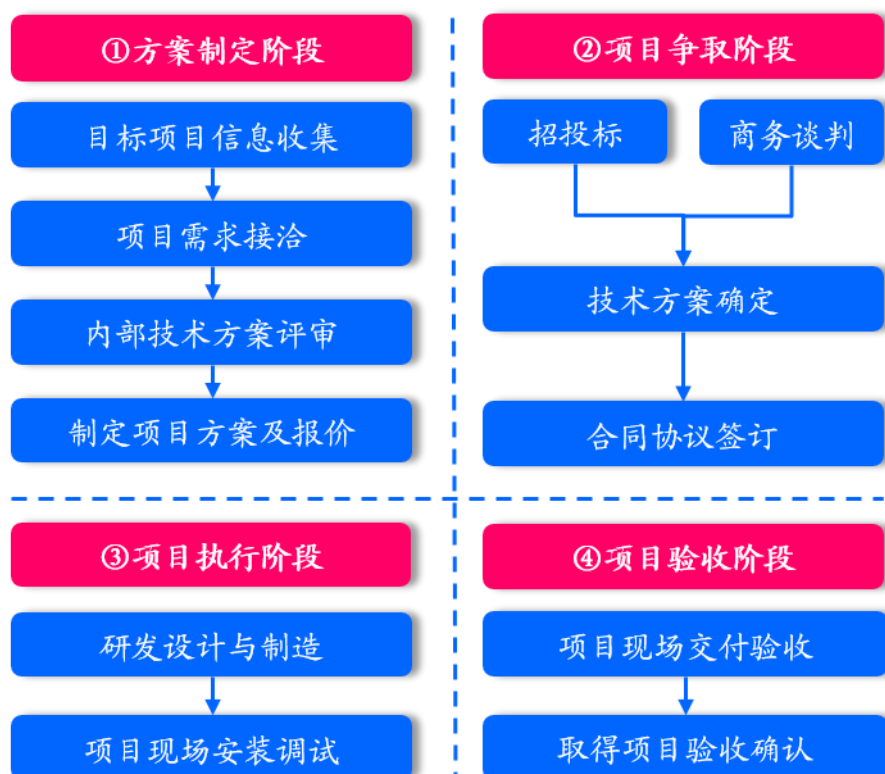 ①方案制定阶段
目标项目信息收集
项目需求接洽
内部技术方案评审
制定项目方案及报价
②项目争取阶段
招投标
商务谈判
技术方案确定
合同协议签订
③项目执行阶段
研发设计与制造
项目现场安装调试
④项目验收阶段
项目现场交付验收
取得项目验收确认